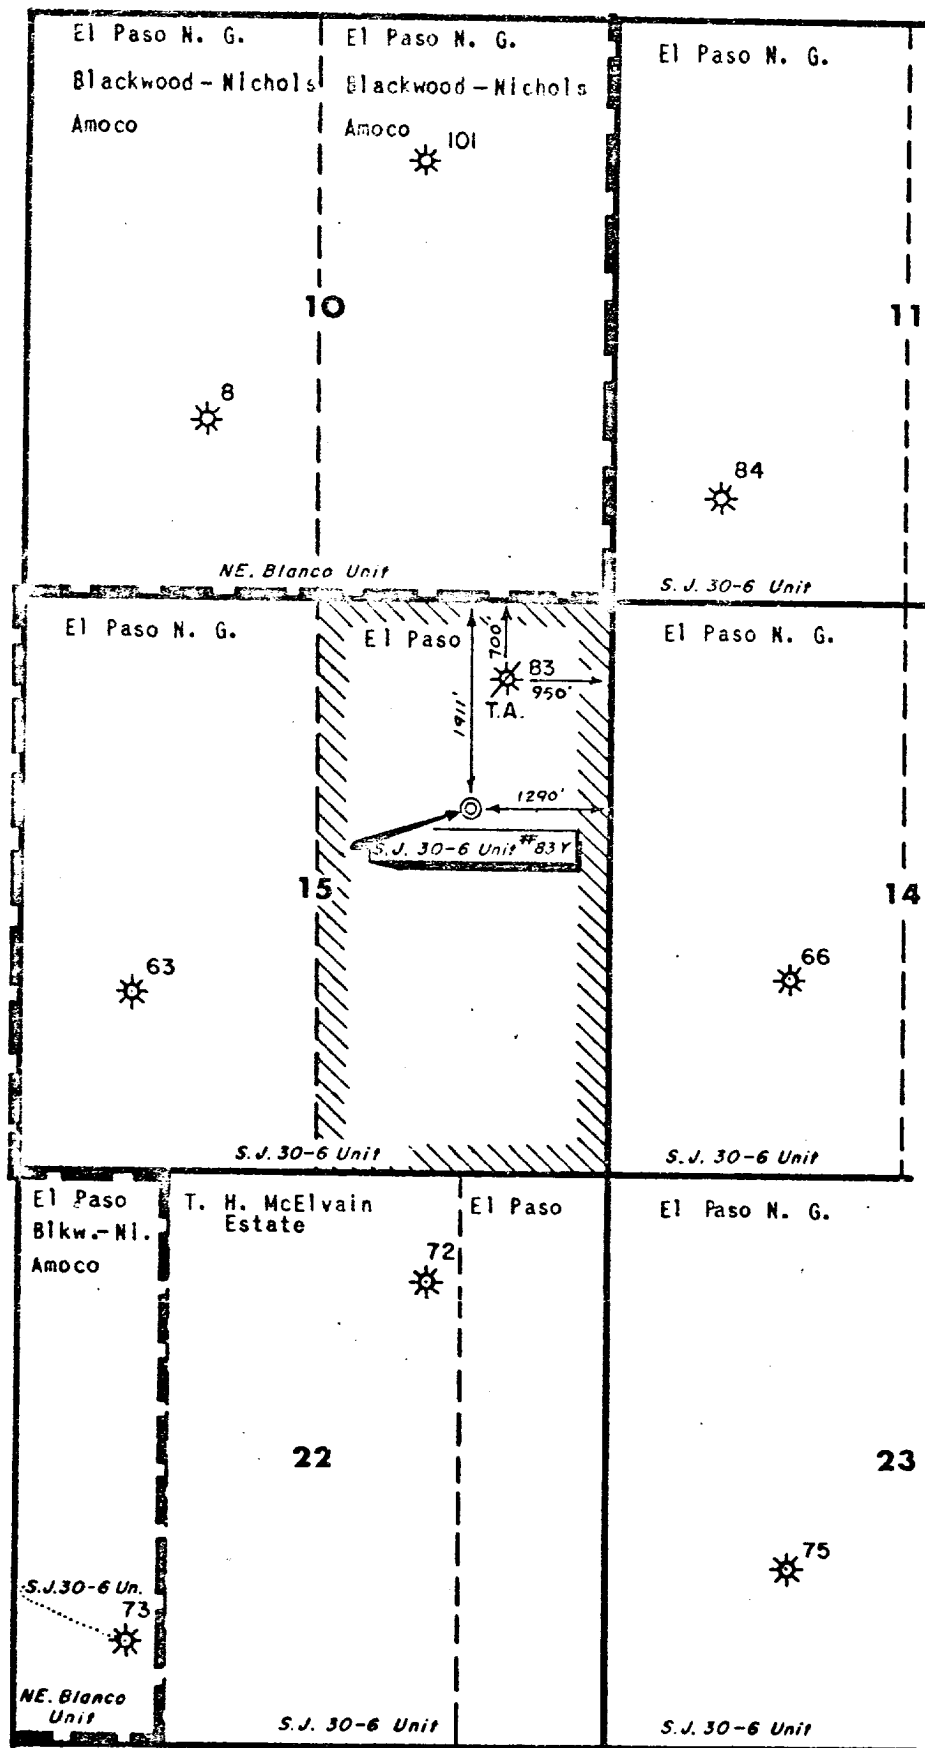 El Paso N. G.
Blackwood-Nichols
Amoco
El Paso N. G.
Blackwood-Nichols
Amoco
101
El Paso N. G.
10
11
8
84
NE. Blanco Unit
S. J. 30-6 Unit
El Paso N. G.
El Paso
700'
83
950'
T.A.
1911'
1290'
S.J. 30-6 Unit #83Y
El Paso N. G.
15
14
63
66
S.J. 30-6 Unit
S.J. 30-6 Unit
El Paso
Blkw.-Ni.
Amoco
T. H. McElvain
Estate
El Paso
El Paso N. G.
72
22
23
75
S.J.30-6 Un.
73
NE. Blanco
Unit
S.J. 30-6 Unit
S.J. 30-6 Unit